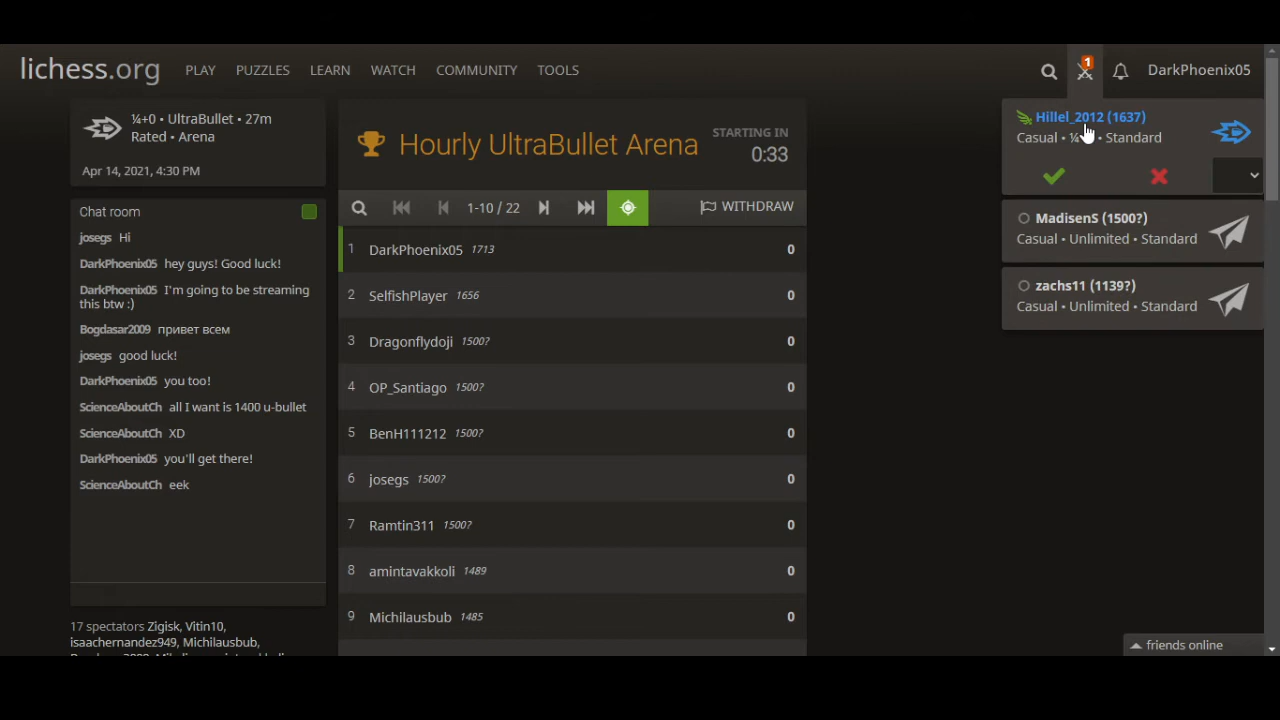 lichess.org PLAY PUZZLES LEARN WATCH COMMUNITY TOOLS 1 DarkPhoenix05
¼+0 • UltraBullet • 27m
Rated • Arena
Apr 14, 2021, 4:30 PM
Chat room
josegs Hi
DarkPhoenix05 hey guys! Good luck!
DarkPhoenix05 I'm going to be streaming
this btw :)
Bogdasar2009 привет всем
josegs good luck!
DarkPhoenix05 you too!
ScienceAboutCh all I want is 1400 u-bullet
ScienceAboutCh XD
DarkPhoenix05 you'll get there!
ScienceAboutCh eek
17 spectators Zigisk, Vitin10,
isaachernandez949, Michilausbub,
Hourly UltraBullet Arena
STARTING IN
0:33
1-10 / 22 WITHDRAW
1 DarkPhoenix05 1713 0
2 SelfishPlayer 1656 0
3 Dragonflydoji 1500? 0
4 OP_Santiago 1500? 0
5 BenH111212 1500? 0
6 josegs 1500? 0
7 Ramtin311 1500? 0
8 amintavakkoli 1489 0
9 Michilausbub 1485 0
Hillel_2012 (1637)
Casual • • Standard
MadisenS (1500?)
Casual • Unlimited • Standard
zachs11 (1139?)
Casual • Unlimited • Standard
friends online